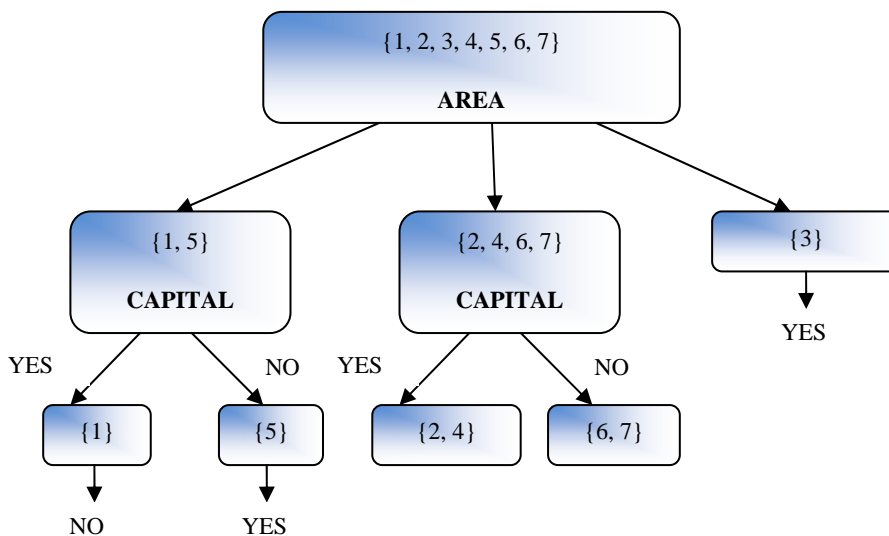 {1, 2, 3, 4, 5, 6, 7}
AREA
{1, 5}
CAPITAL
{2, 4, 6, 7}
CAPITAL
{3}
YES
YES
NO
YES
NO
{1}
{5}
{2, 4}
{6, 7}
NO
YES